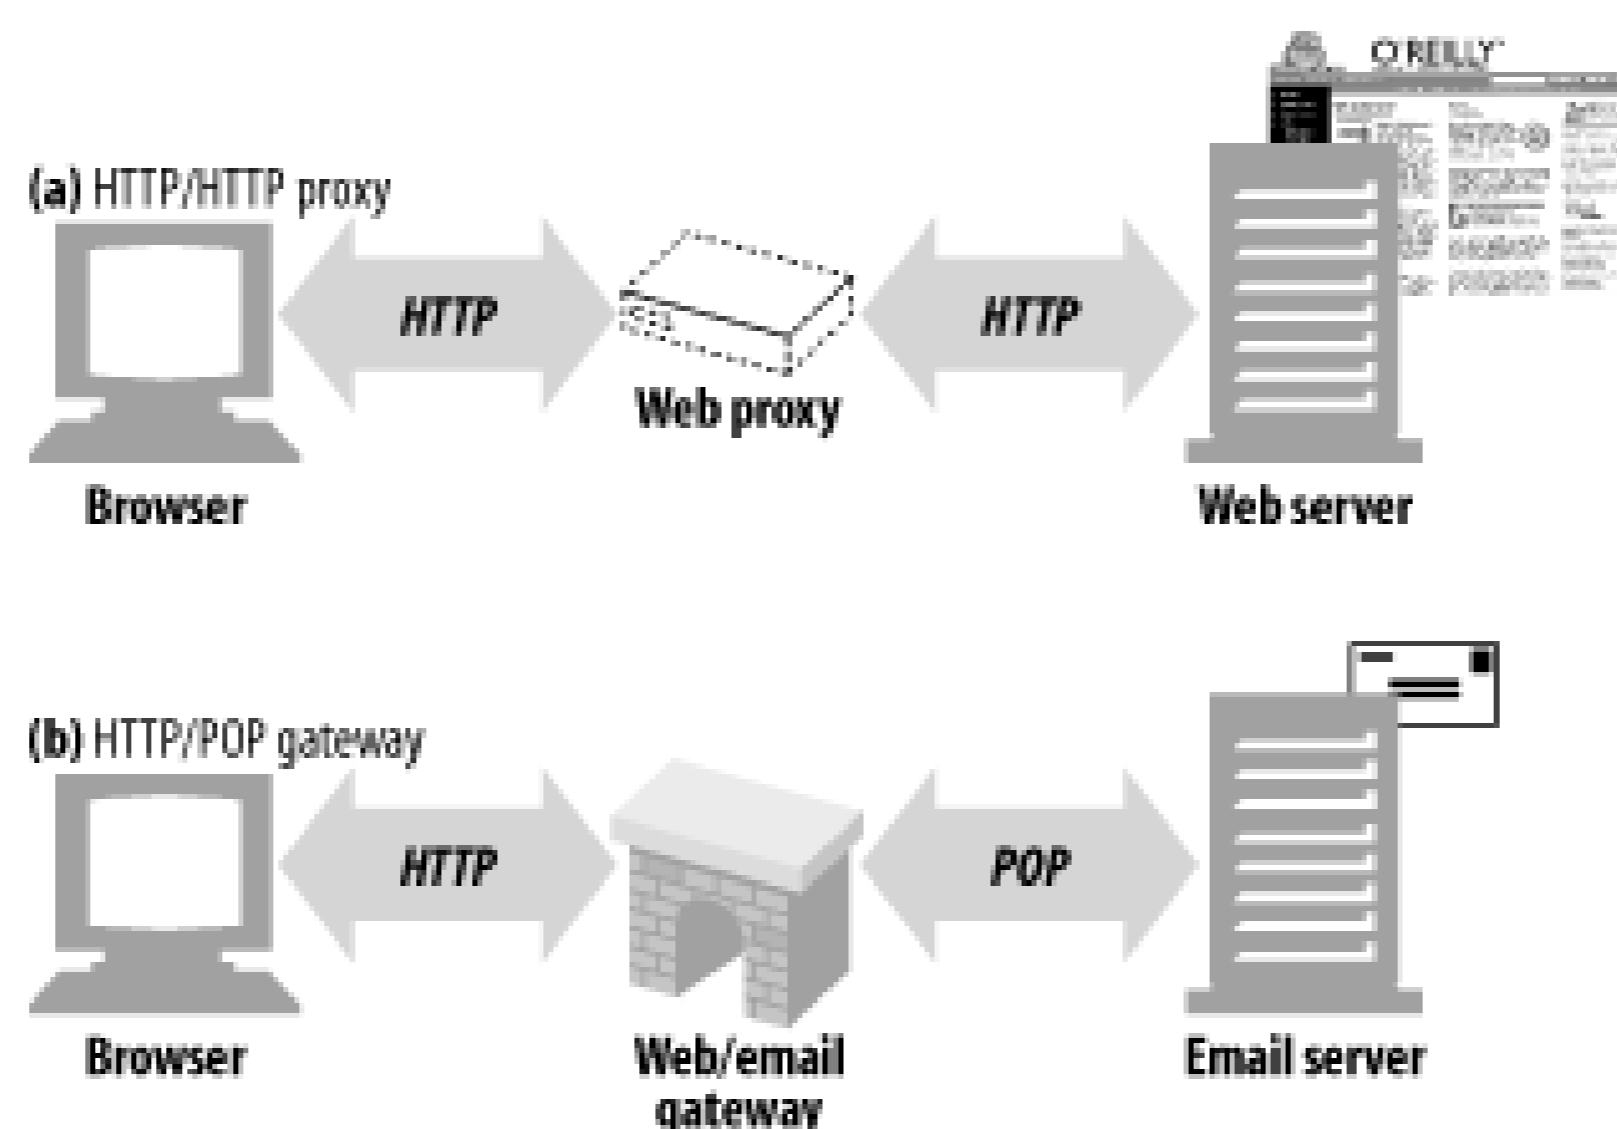 O'REILLY
(a) HTTP/HTTP proxy
HTTP
HTTP
Web proxy
Browser
Web server
(b) HTTP/POP gateway
HTTP
POP
Browser
Web/email
gateway
Email server